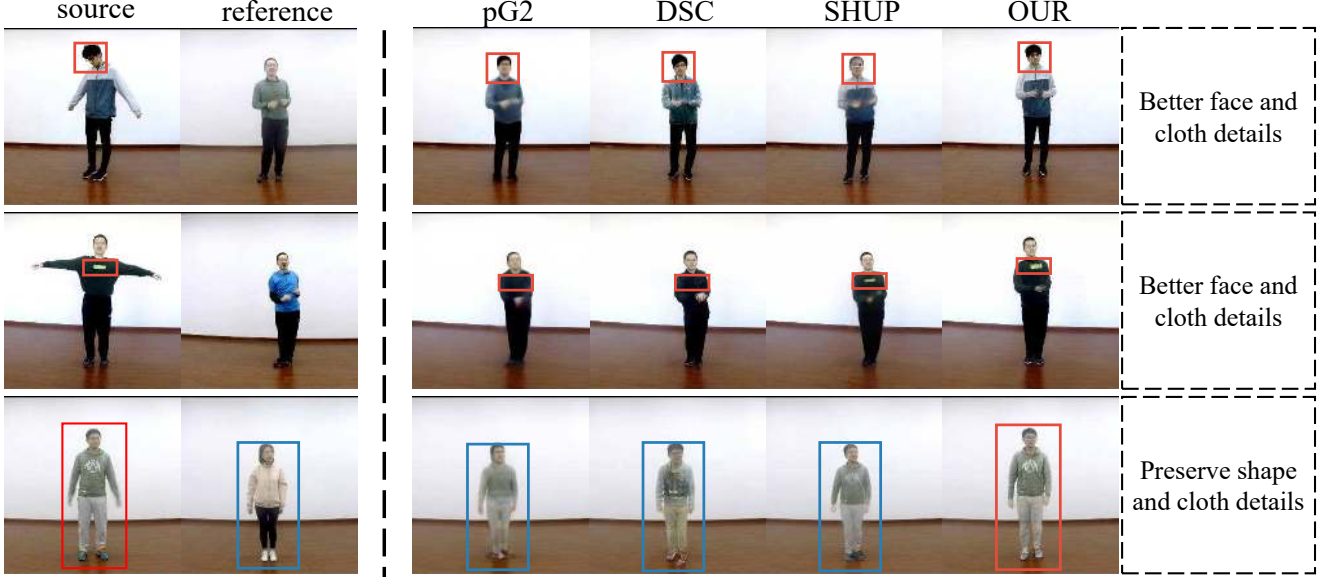 source reference pG2 DSC SHUP OUR
Better face and
cloth details
Better face and
cloth details
Preserve shape
and cloth details